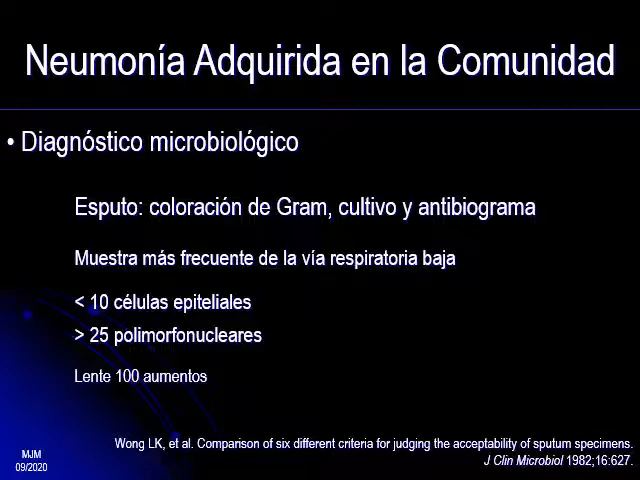 Neumonía Adquirida en la Comunidad
• Diagnóstico microbiológico
Esputo: coloración de Gram, cultivo y antibiograma
Muestra más frecuente de la vía respiratoria baja
< 10 células epiteliales
> 25 polimorfonucleares
Lente 100 aumentos
Wong LK, et al. Comparison of six different criteria for judging the acceptability of sputum specimens.
J Clin Microbiol 1982;16:627.
MJM
09/2020